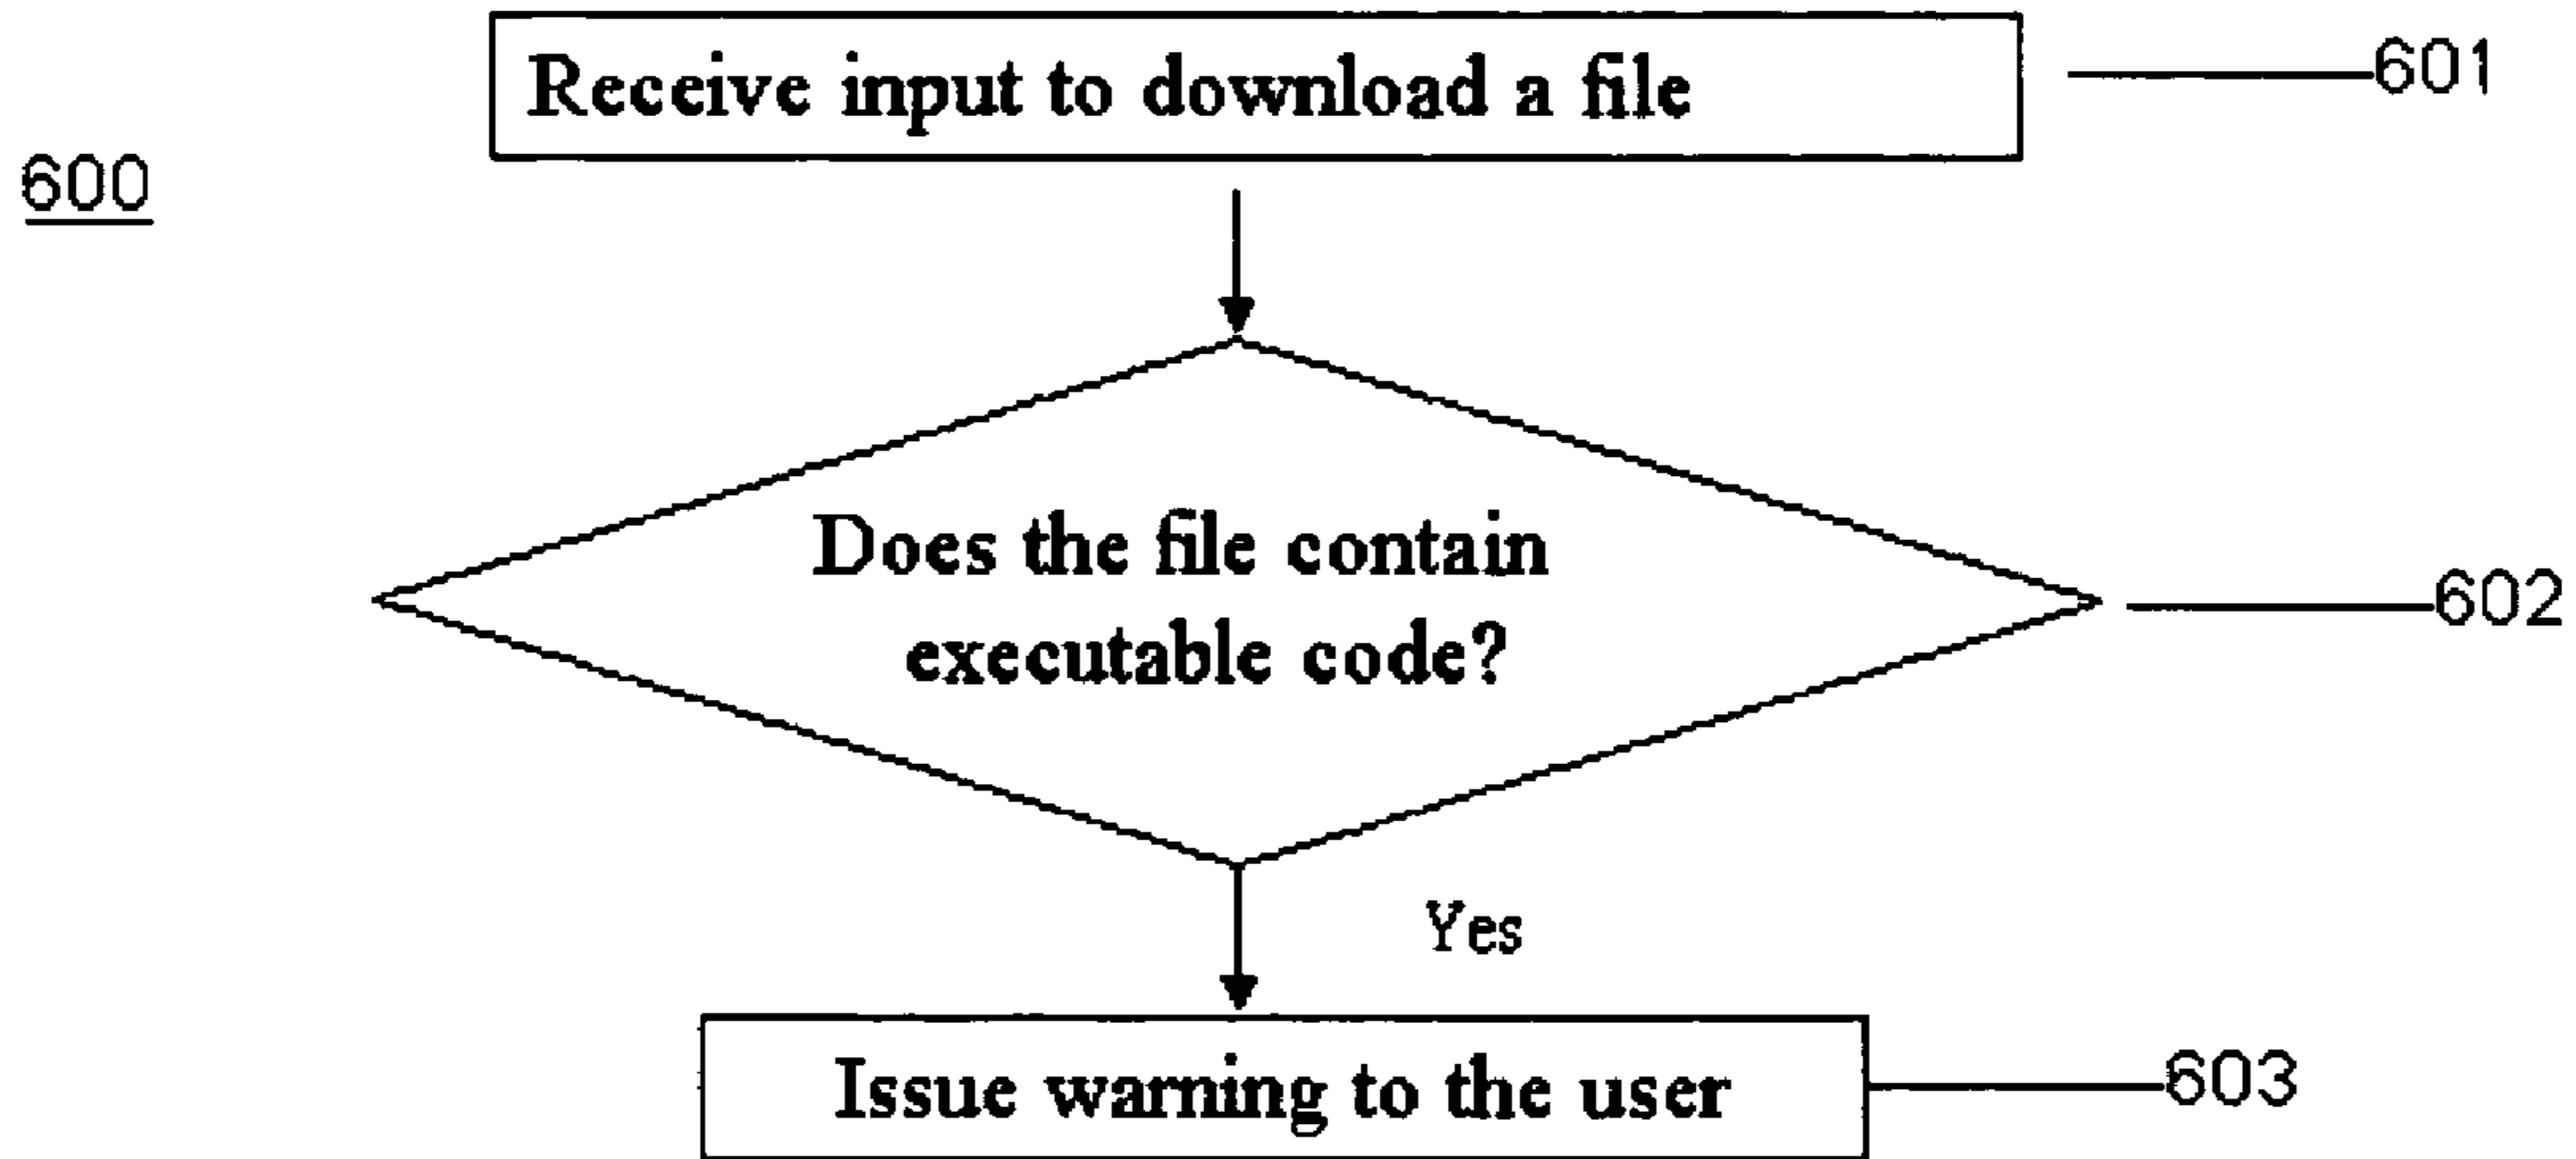 Receive input to download a file
601
600
Does the file contain
executable code?
602
Yes
Issue warning to the user
603